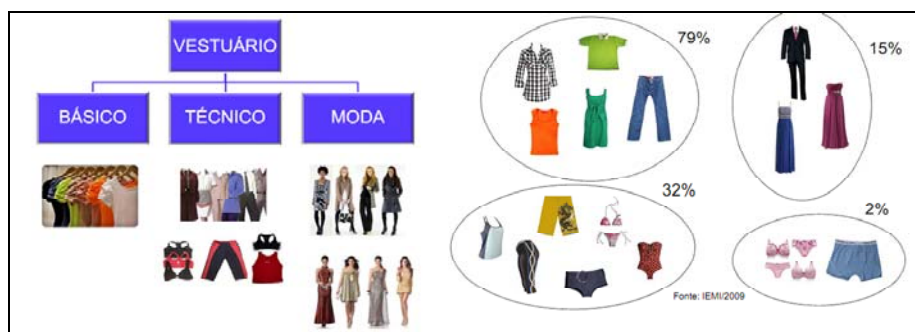 VESTUÁRIO
BÁSICO
TÉCNICO
MODA
79%
15%
32%
2%
Fonte: IEMI/2009